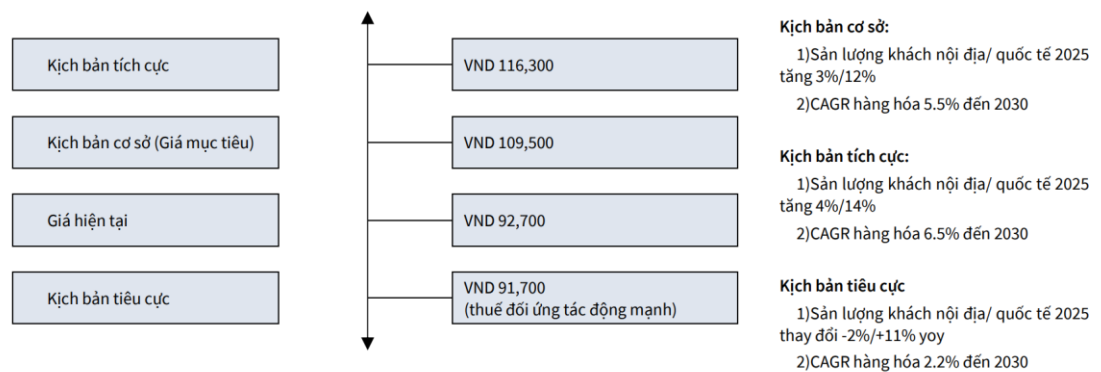 Kịch bản tích cực
VND 116,300
Kịch bản cơ sở (Giá mục tiêu)
VND 109,500
Giá hiện tại
VND 92,700
Kịch bản tiêu cực
VND 91,700
(thuế đối ứng tác động mạnh)
Kịch bản cơ sở:
1)Sản lượng khách nội địa/ quốc tế 2025
tăng 3%/12%
2)CAGR hàng hóa 5.5% đến 2030
Kịch bản tích cực:
1)Sản lượng khách nội địa/ quốc tế 2025
tăng 4%/14%
2)CAGR hàng hóa 6.5% đến 2030
Kịch bản tiêu cực
1)Sản lượng khách nội địa/ quốc tế 2025
thay đổi -2%/+11% yoy
2)CAGR hàng hóa 2.2% đến 2030